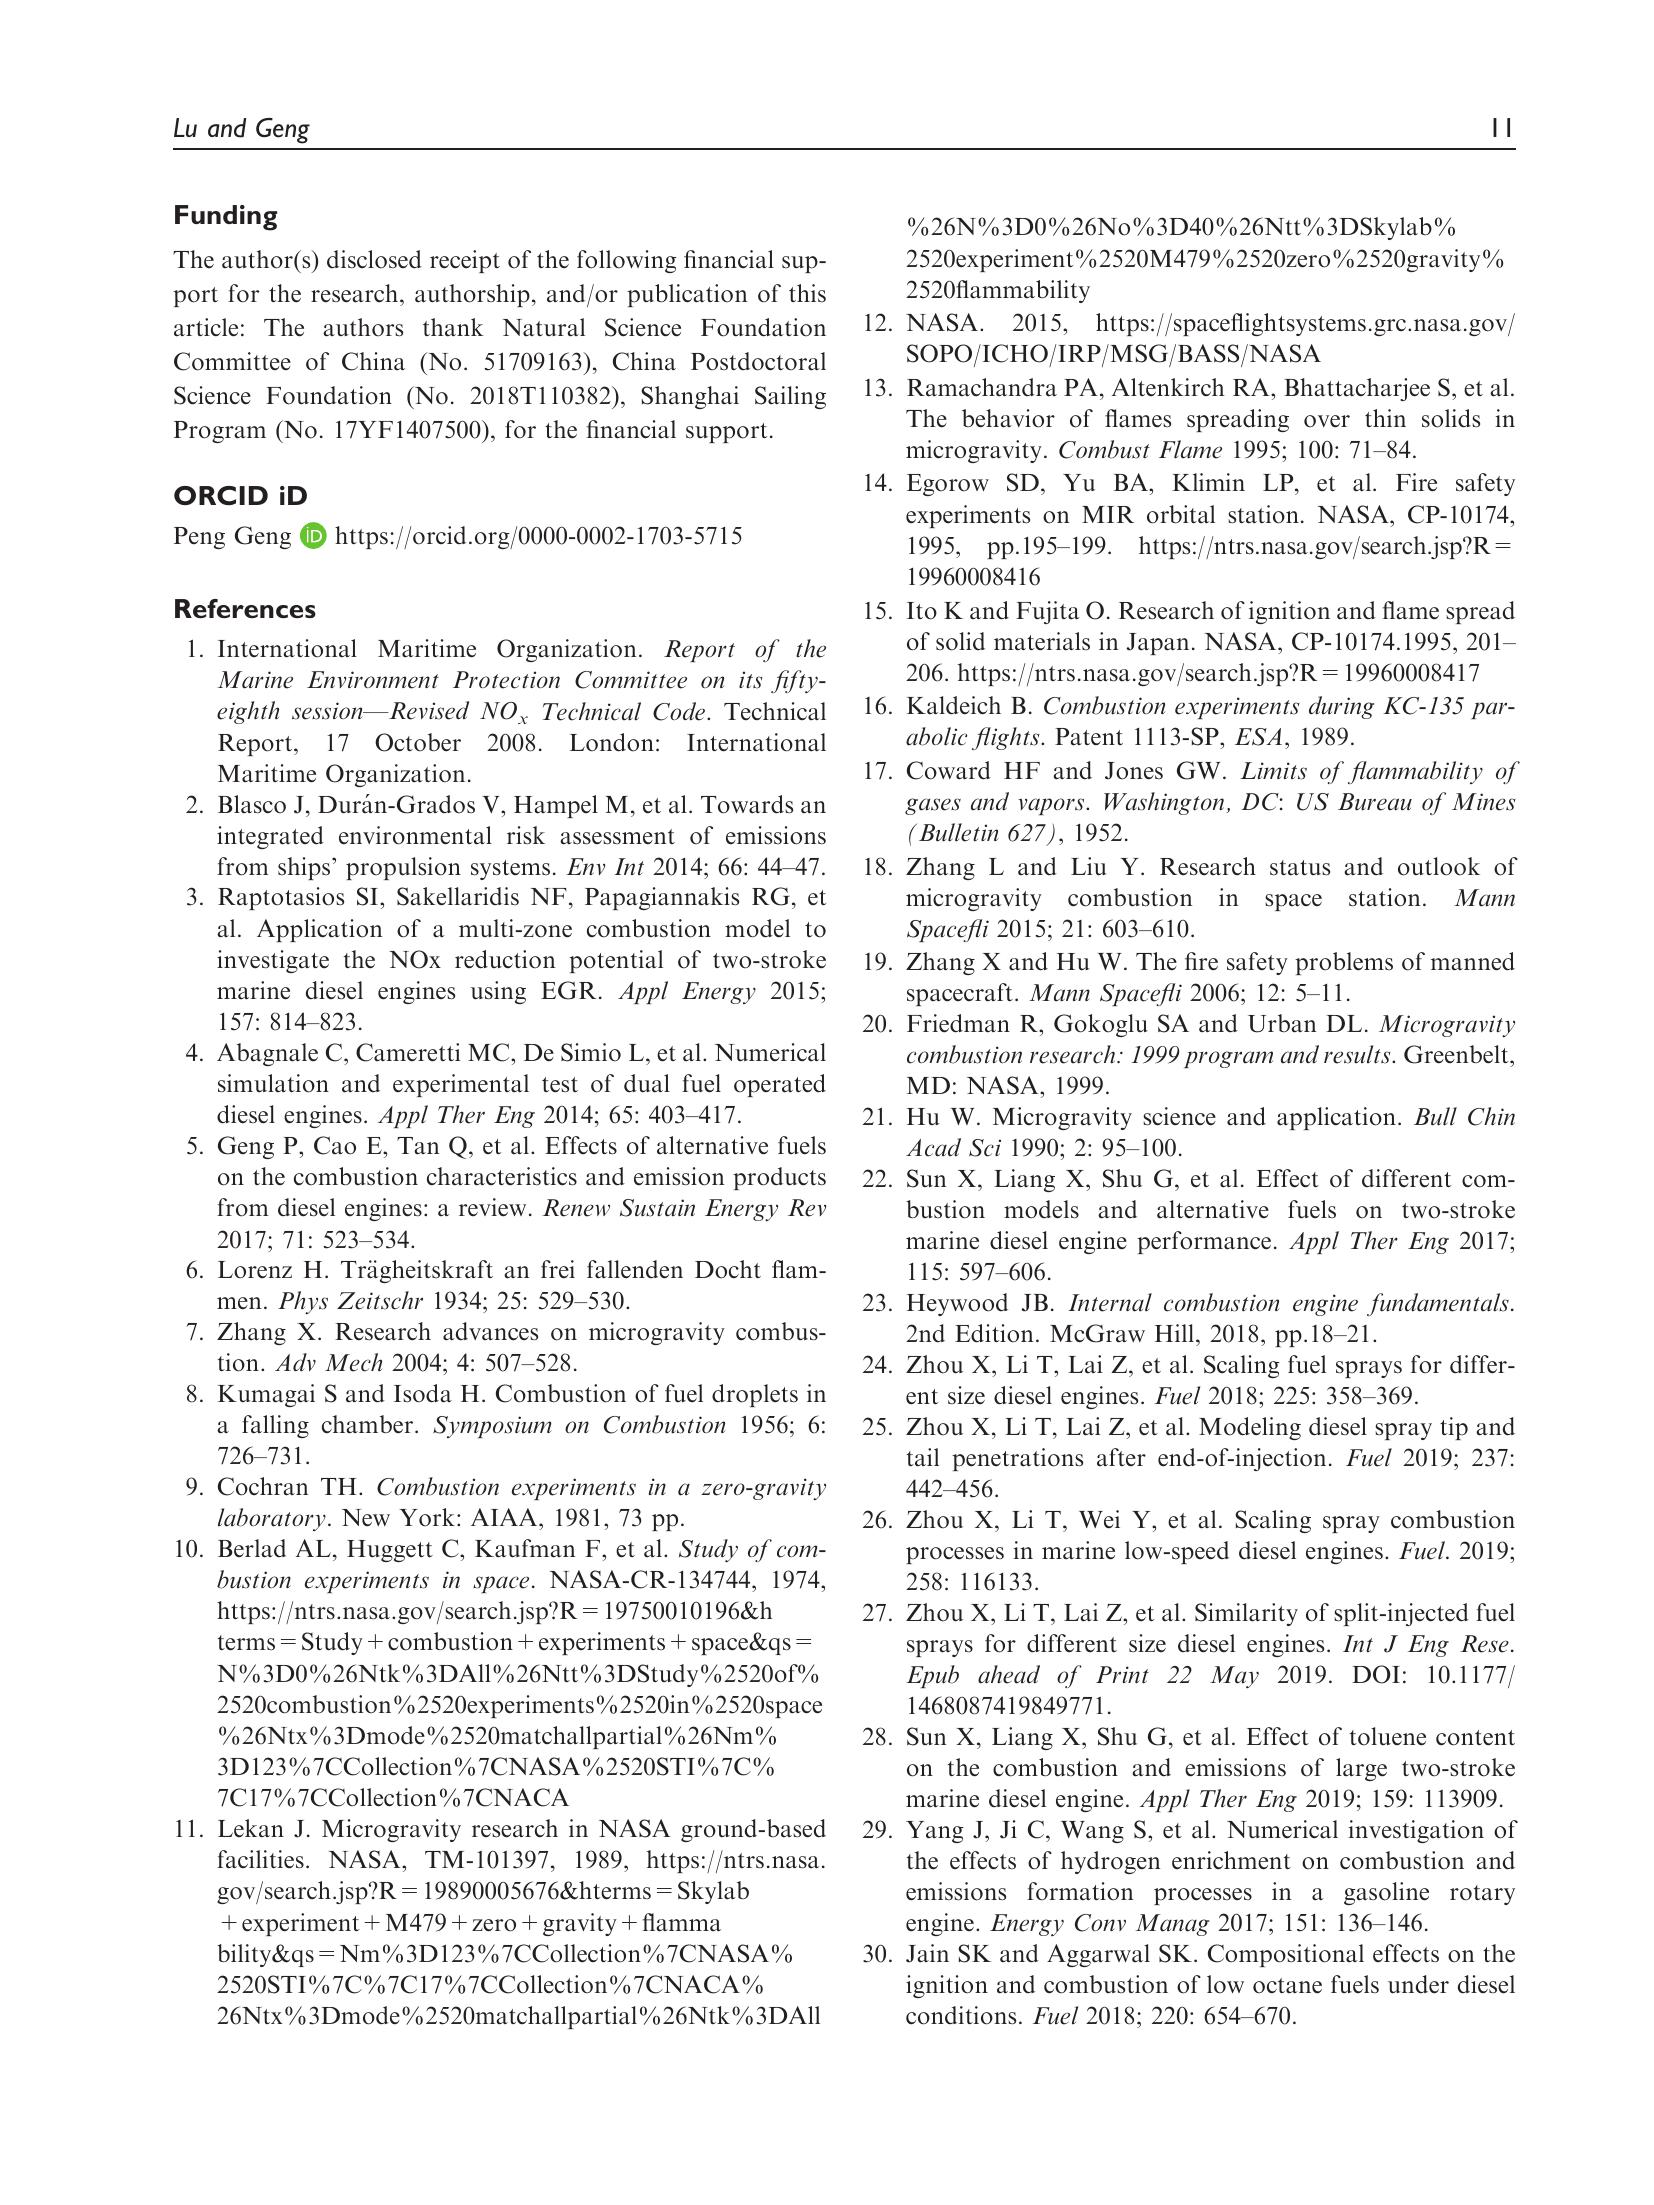 Lu and Geng 11
Funding
The author(s) disclosed receipt of the following financial sup-
port for the research, authorship, and/or publication of this
article: The authors thank Natural Science Foundation
Committee of China (No. 51709163), China Postdoctoral
Science Foundation (No. 2018T110382), Shanghai Sailing
Program (No. 17YF1407500), for the financial support.
ORCID iD
Peng Geng iD https://orcid.org/0000-0002-1703-5715
References
1. International Maritime Organization. Report of the
Marine Environment Protection Committee on its fifty-
eighth session—Revised NOx Technical Code. Technical
Report, 17 October 2008. London: International
Maritime Organization.
2. Blasco J, Durán-Grados V, Hampel M, et al. Towards an
integrated environmental risk assessment of emissions
from ships’ propulsion systems. Env Int 2014; 66: 44–47.
3. Raptotasios SI, Sakellaridis NF, Papagiannakis RG, et
al. Application of a multi-zone combustion model to
investigate the NOx reduction potential of two-stroke
marine diesel engines using EGR. Appl Energy 2015;
157: 814–823.
4. Abagnale C, Cameretti MC, De Simio L, et al. Numerical
simulation and experimental test of dual fuel operated
diesel engines. Appl Ther Eng 2014; 65: 403–417.
5. Geng P, Cao E, Tan Q, et al. Effects of alternative fuels
on the combustion characteristics and emission products
from diesel engines: a review. Renew Sustain Energy Rev
2017; 71: 523–534.
6. Lorenz H. Trägheitskraft an frei fallenden Docht flam-
men. Phys Zeitschr 1934; 25: 529–530.
7. Zhang X. Research advances on microgravity combus-
tion. Adv Mech 2004; 4: 507–528.
8. Kumagai S and Isoda H. Combustion of fuel droplets in
a falling chamber. Symposium on Combustion 1956; 6:
726–731.
9. Cochran TH. Combustion experiments in a zero-gravity
laboratory. New York: AIAA, 1981, 73 pp.
10. Berlad AL, Huggett C, Kaufman F, et al. Study of com-
bustion experiments in space. NASA-CR-134744, 1974,
https://ntrs.nasa.gov/search.jsp?R=19750010196&h
terms=Study+combustion+experiments+space&qs=
N%3D0%26Ntk%3DAll%26Ntt%3DStudy%2520of%
2520combustion%2520experiments%2520in%2520space
%26Ntx%3Dmode%2520matchallpartial%26Nm%
3D123%7CCollection%7CNASA%2520STI%7C%
7C17%7CCollection%7CNACA
11. Lekan J. Microgravity research in NASA ground-based
facilities. NASA, TM-101397, 1989, https://ntrs.nasa.
gov/search.jsp?R=19890005676&hterms=Skylab
+experiment+M479+zero+gravity+flamma
bility&qs=Nm%3D123%7CCollection%7CNASA%
2520STI%7C%7C17%7CCollection%7CNACA%
26Ntx%3Dmode%2520matchallpartial%26Ntk%3DAll
%26N%3D0%26No%3D40%26Ntt%3DSkylab%
2520experiment%2520M479%2520zero%2520gravity%
2520flammability
12. NASA. 2015, https://spaceflightsystems.grc.nasa.gov/
SOPO/ICHO/IRP/MSG/BASS/NASA
13. Ramachandra PA, Altenkirch RA, Bhattacharjee S, et al.
The behavior of flames spreading over thin solids in
microgravity. Combust Flame 1995; 100: 71–84.
14. Egorow SD, Yu BA, Klimin LP, et al. Fire safety
experiments on MIR orbital station. NASA, CP-10174,
1995, pp.195–199. https://ntrs.nasa.gov/search.jsp?R=
19960008416
15. Ito K and Fujita O. Research of ignition and flame spread
of solid materials in Japan. NASA, CP-10174.1995, 201–
206. https://ntrs.nasa.gov/search.jsp?R=19960008417
16. Kaldeich B. Combustion experiments during KC-135 par-
abolic flights. Patent 1113-SP, ESA, 1989.
17. Coward HF and Jones GW. Limits of flammability of
gases and vapors. Washington, DC: US Bureau of Mines
(Bulletin 627), 1952.
18. Zhang L and Liu Y. Research status and outlook of
microgravity combustion in space station. Mann
Spacefli 2015; 21: 603–610.
19. Zhang X and Hu W. The fire safety problems of manned
spacecraft. Mann Spacefli 2006; 12: 5–11.
20. Friedman R, Gokoglu SA and Urban DL. Microgravity
combustion research: 1999 program and results. Greenbelt,
MD: NASA, 1999.
21. Hu W. Microgravity science and application. Bull Chin
Acad Sci 1990; 2: 95–100.
22. Sun X, Liang X, Shu G, et al. Effect of different com-
bustion models and alternative fuels on two-stroke
marine diesel engine performance. Appl Ther Eng 2017;
115: 597–606.
23. Heywood JB. Internal combustion engine fundamentals.
2nd Edition. McGraw Hill, 2018, pp.18–21.
24. Zhou X, Li T, Lai Z, et al. Scaling fuel sprays for differ-
ent size diesel engines. Fuel 2018; 225: 358–369.
25. Zhou X, Li T, Lai Z, et al. Modeling diesel spray tip and
tail penetrations after end-of-injection. Fuel 2019; 237:
442–456.
26. Zhou X, Li T, Wei Y, et al. Scaling spray combustion
processes in marine low-speed diesel engines. Fuel. 2019;
258: 116133.
27. Zhou X, Li T, Lai Z, et al. Similarity of split-injected fuel
sprays for different size diesel engines. Int J Eng Rese.
Epub ahead of Print 22 May 2019. DOI: 10.1177/
1468087419849771.
28. Sun X, Liang X, Shu G, et al. Effect of toluene content
on the combustion and emissions of large two-stroke
marine diesel engine. Appl Ther Eng 2019; 159: 113909.
29. Yang J, Ji C, Wang S, et al. Numerical investigation of
the effects of hydrogen enrichment on combustion and
emissions formation processes in a gasoline rotary
engine. Energy Conv Manag 2017; 151: 136–146.
30. Jain SK and Aggarwal SK. Compositional effects on the
ignition and combustion of low octane fuels under diesel
conditions. Fuel 2018; 220: 654–670.